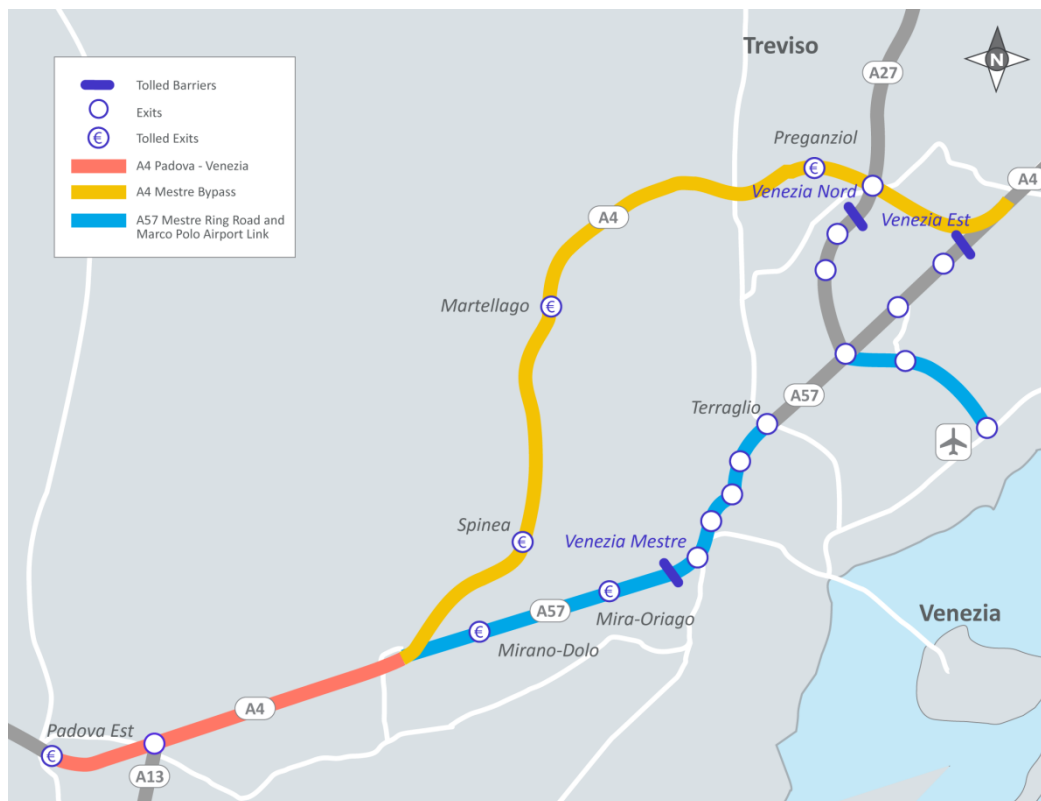 Treviso
N
A27
Tolled Barriers
Exits
€
Tolled Exits
A4 Padova - Venezia
A4 Mestre Bypass
A57 Mestre Ring Road and
Marco Polo Airport Link
Preganziol
€
A4
Venezia Nord
A4
Venezia Est
Martellago
€
A57
Terraglio
Spinea
€
Venezia Mestre
€
A57
Mira-Oriago
Venezia
€
Mirano-Dolo
A4
Padova Est
€
A13